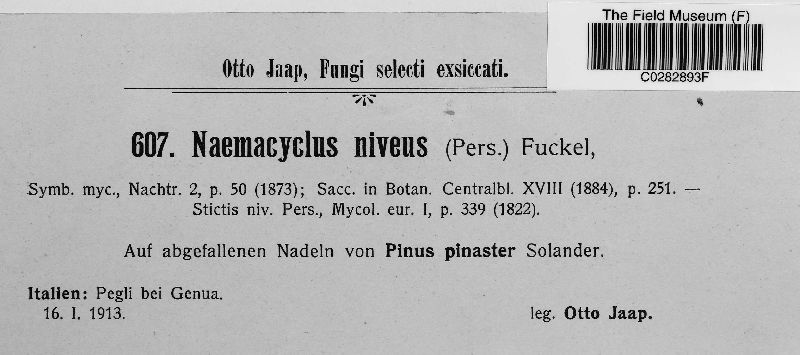 The Field Museum (F)
C0282893F
Otto Jaap, Fungi selecti exsiccati.
607. Naemacyclus niveus (Pers.) Fuckel,
Symb. myc., Nachtr. 2, p. 50 (1873); Sacc. in Botan. Centralbl. XVIII (1884), p. 251. —
Stictis niv. Pers., Mycol. eur. I, p. 339 (1822).
Auf abgefallenen Nadeln von Pinus pinaster Solander.
Italien: Pegli bei Genua.
16. I. 1913.
leg. Otto Jaap.